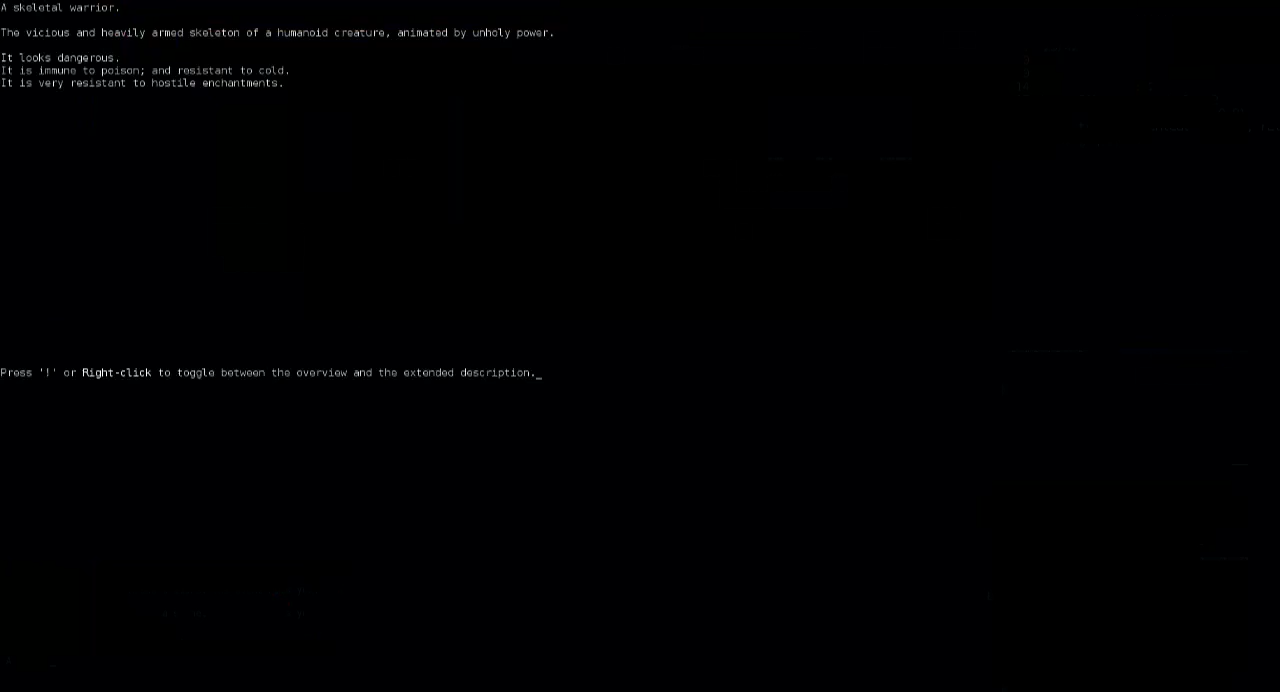 A skeletal warrior.
The vicious and heavily armed skeleton of a humanoid creature, animated by unholy power.
It looks dangerous.
It is immune to poison; and resistant to cold.
It is very resistant to hostile enchantments.
Press '!' or Right-click to toggle between the overview and the extended description._